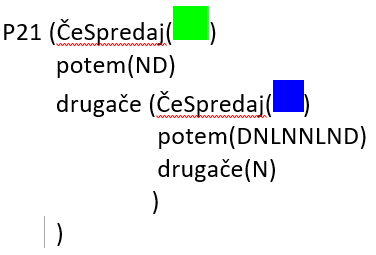 P21 (ČeSpredaj()
potem(ND)
drugače (ČeSpredaj()
potem(DNLNNLND)
drugače(N)
)
)